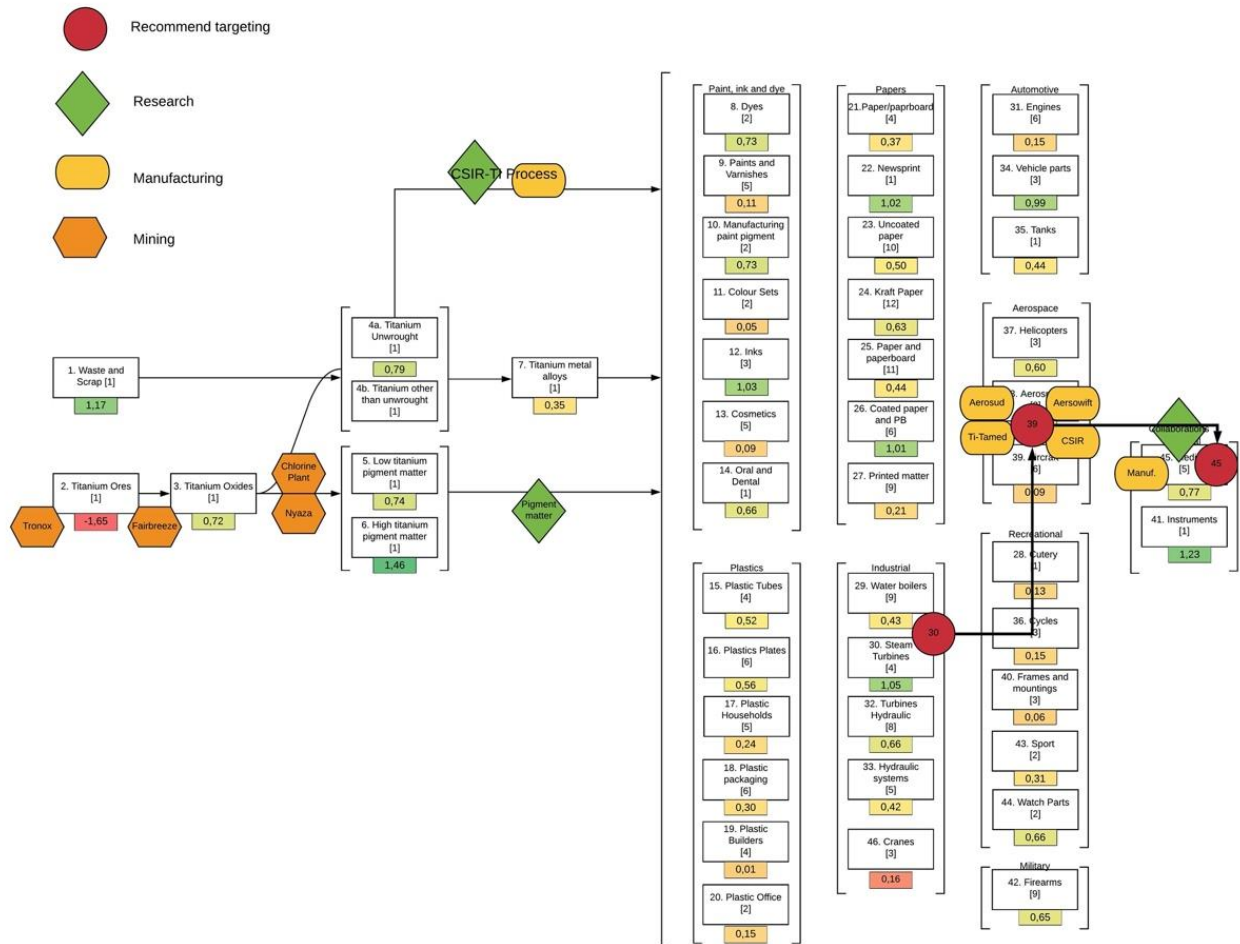 Recommend targeting
Research
Manufacturing
Mining
CSIR-Ti Process
1. Waste and
Scrap [1]
1,17
2. Titanium Ores
[1]
-1,65
Tronox
3. Titanium Oxides
[1]
0,72
Fairbreeze
Chlorine
Plant
Nyaza
4a. Titanium
Unwrought
[1]
0,79
4b. Titanium other
than unwrought
[1]
5. Low titanium
pigment matter
[1]
0,74
6. High titanium
pigment matter
[1]
1,46
7. Titanium metal
alloys
[1]
0,35
Pigment
matter
Paint, ink and dye
8. Dyes
[2]
0,73
9. Paints and
Varnishes
[5]
0,11
10. Manufacturing
paint pigment
[2]
0,73
11. Colour Sets
[2]
0,05
12. Inks
[3]
1,03
13. Cosmetics
[5]
0,09
14. Oral and
Dental
[1]
0,66
Plastics
15. Plastic Tubes
[4]
0,52
16. Plastics Plates
[6]
0,56
17. Plastic
Households
[5]
0,24
18. Plastic
packaging
[6]
0,30
19. Plastic
Builders
[4]
0,01
20. Plastic Office
[2]
0,15
Papers
21.Paper/paprboard
[4]
0,37
22. Newsprint
[1]
1,02
23. Uncoated
paper
[10]
0,50
24. Kraft Paper
[12]
0,63
25. Paper and
paperboard
[11]
0,44
26. Coated paper
and PB
[6]
1,01
27. Printed matter
[9]
0,21
Industrial
29. Water boilers
[9]
0,43
30
30. Steam
Turbines
[4]
1,05
32. Turbines
Hydraulic
[8]
0,66
33. Hydraulic
systems
[5]
0,42
46. Cranes
[3]
0,16
Automotive
31. Engines
[6]
0,15
34. Vehicle parts
[3]
0,99
35. Tanks
[1]
0,44
Aerospace
37. Helicopters
[3]
0,60
Aerosud
Aersowift
39
Ti-Tamed
CSIR
39.
0,09
Recreational
28. Cutery
[1]
0,13
36. Cycles
[3]
0,15
40. Frames and
mountings
[3]
0,06
43. Sport
[2]
0,31
44. Watch Parts
[2]
0,66
Military
42. Firearms
[9]
0,65
Collaborations
Manuf.
45.
[5]
45
0,77
41. Instruments
[1]
1,23